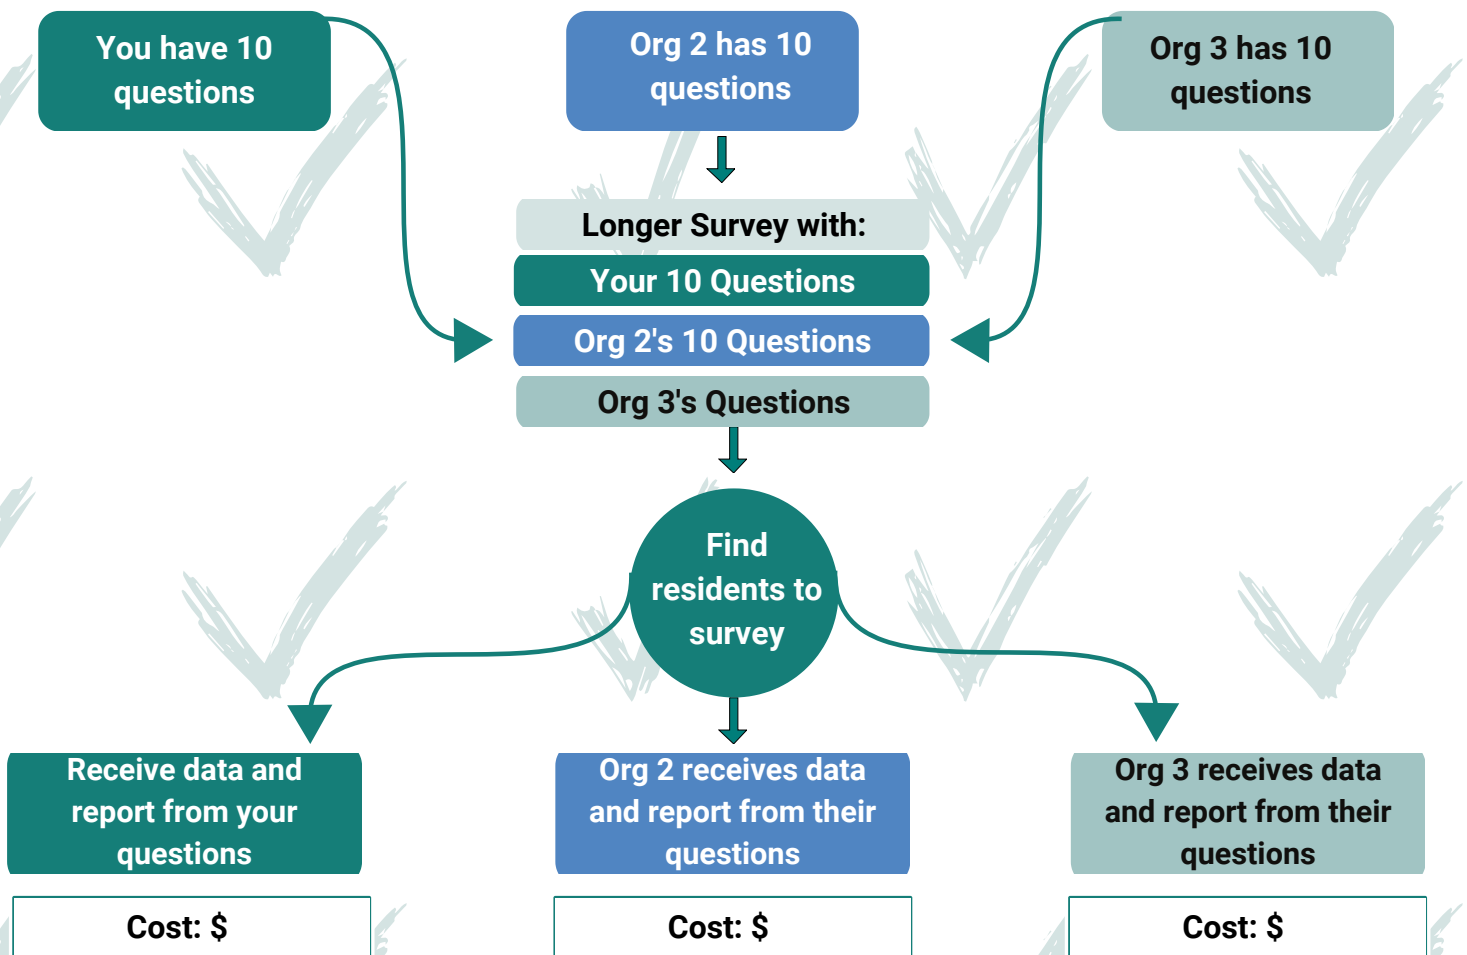 You have 10
questions
Org 2 has 10
questions
Org 3 has 10
questions
Longer Survey with:
Your 10 Questions
Org 2's 10 Questions
Org 3's Questions
Find
residents to
survey
Receive data and
report from your
questions
Org 2 receives data
and report from their
questions
Org 3 receives data
and report from their
questions
Cost: $
Cost: $
Cost: $